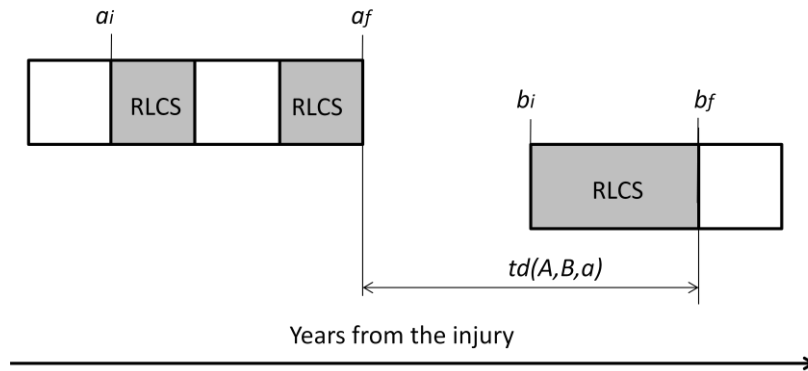 ai af
RLCS RLCS
bi bf
RLCS
td(A,B,a)
Years from the injury